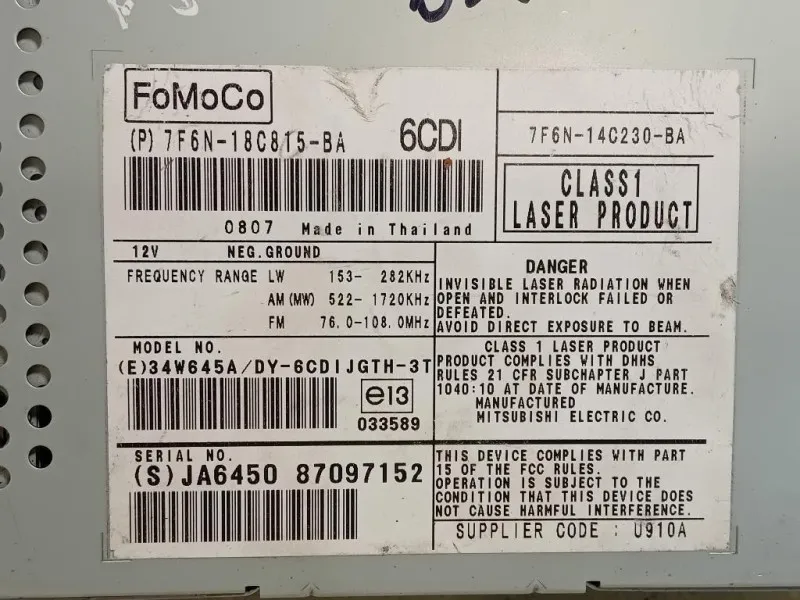 FoMoCo
(P) 7F6N-18C815-BA 6CDI
0807 Made in Thailand
7F6N-14C230-BA
CLASS1
LASER PRODUCT
12V NEG.GROUND
FREQUENCY RANGE LW 153- 282KHz
AM(MW) 522-1720KHz
FM 76.0-108.0MHz
DANGER
INVISIBLE LASER RADIATION WHEN
OPEN AND INTERLOCK FAILED OR
DEFEATED.
AVOID DIRECT EXPOSURE TO BEAM.
MODEL NO.
(E)34W645A/DY-6CDIJGTH-3T
e13
033589
CLASS 1 LASER PRODUCT
PRODUCT COMPLIES WITH DHHS
RULES 21 CFR SUBCHAPTER J PART
1040:10 AT DATE OF MANUFACTURE.
MANUFACTURED
MITSUBISHI ELECTRIC CO.
SERIAL NO.
(S)JA6450 87097152
THIS DEVICE COMPLIES WITH PART
15 OF THE FCC RULES.
OPERATION IS SUBJECT TO THE
CONDITION THAT THIS DEVICE DOES
NOT CAUSE HARMFUL INTERFERENCE.
SUPPLIER CODE : U910A